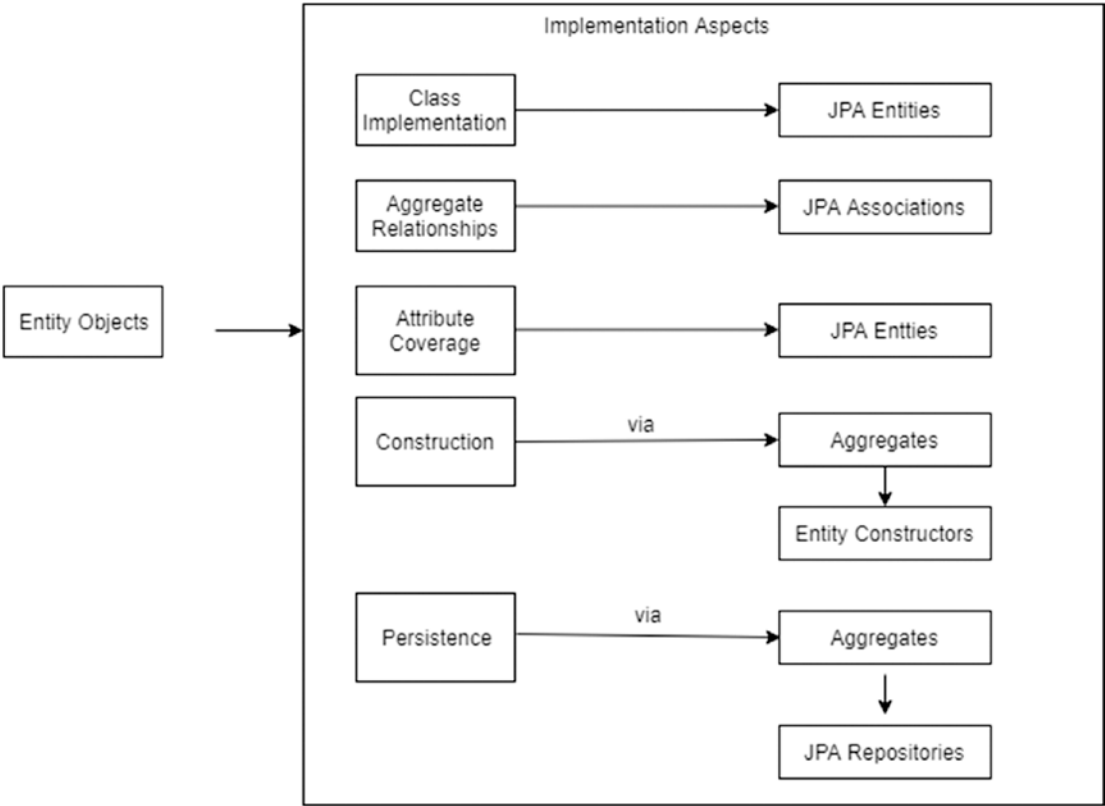 Implementation Aspects
Class
Implementation
JPA Entities
Aggregate
Relationships
JPA Associations
Entity Objects
Attribute
Coverage
JPA Entties
Construction
via
Aggregates
Entity Constructors
Persistence
via
Aggregates
JPA Repositories